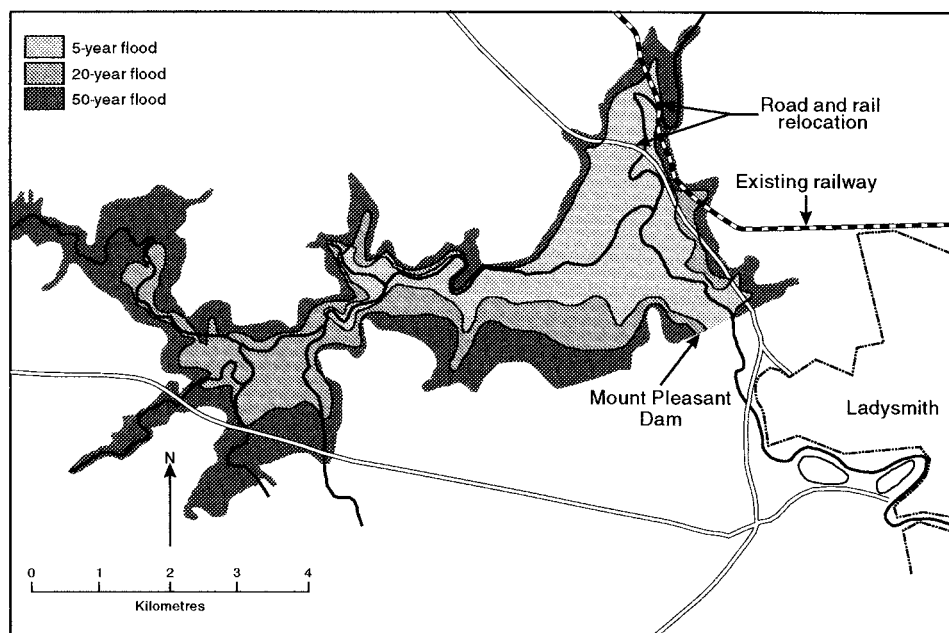 5-year flood
20-year flood
50-year flood
Road and rail
relocation
Existing railway
Mount Pleasant
Dam
Ladysmith
N
0 1 2 3 4
Kilometres